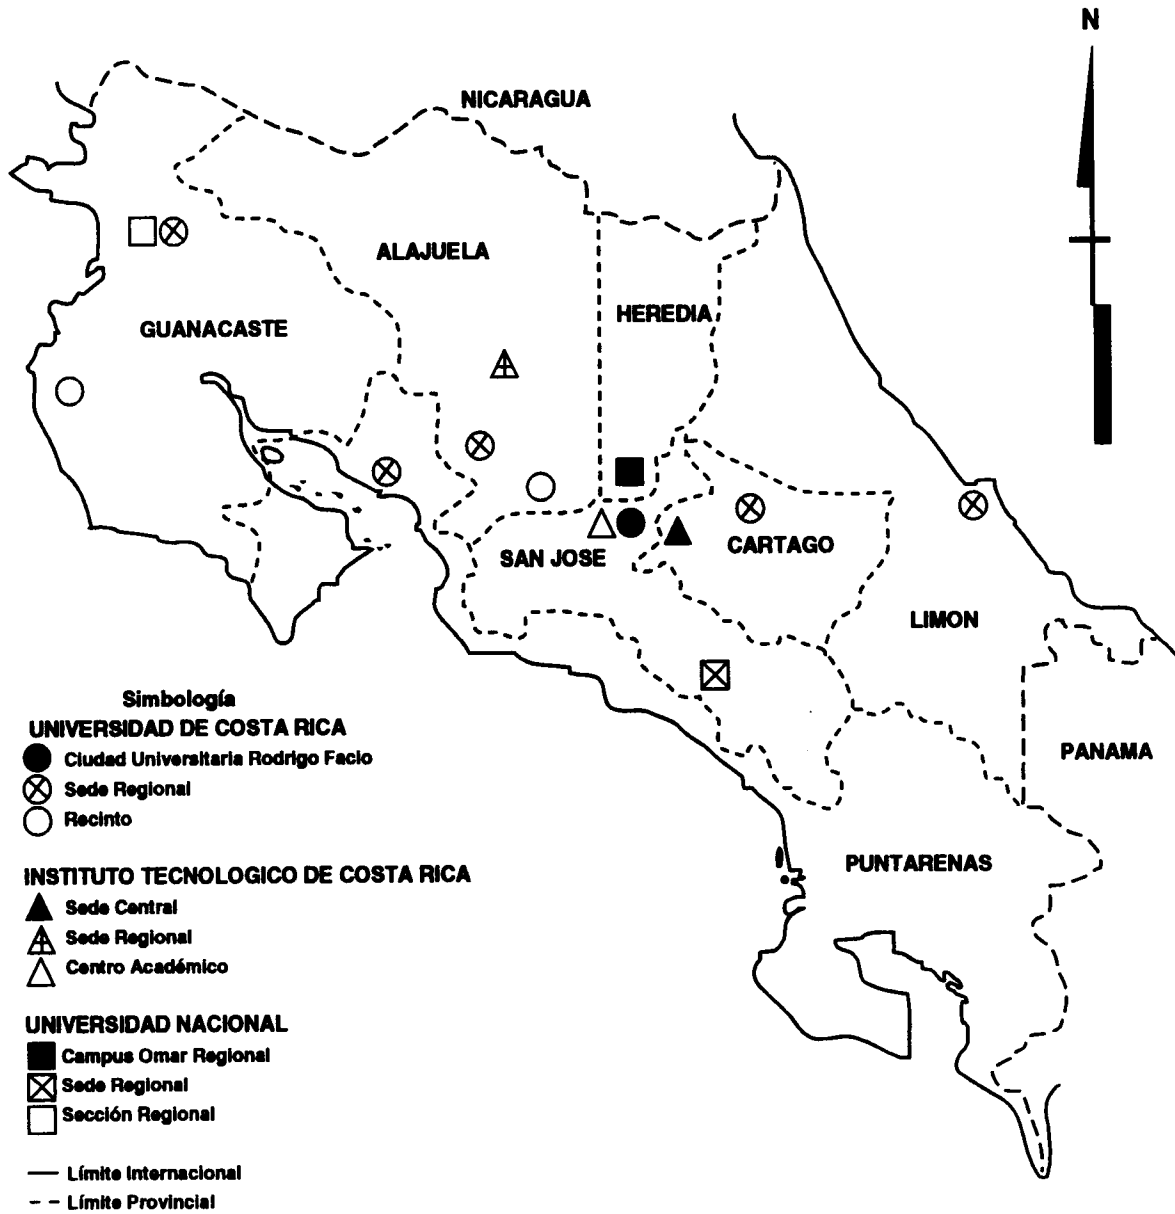 N
NICARAGUA
ALAJUELA
HEREDIA
GUANACASTE
SAN JOSE
CARTAGO
LIMON
PANAMA
PUNTARENAS
Simbología
UNIVERSIDAD DE COSTA RICA
Ciudad Universitaria Rodrigo Facio
Sede Regional
Recinto
INSTITUTO TECNOLOGICO DE COSTA RICA
Sede Central
Sede Regional
Centro Académico
UNIVERSIDAD NACIONAL
Campus Omar Regional
Sede Regional
Sección Regional
Límite Internacional
Límite Provincial